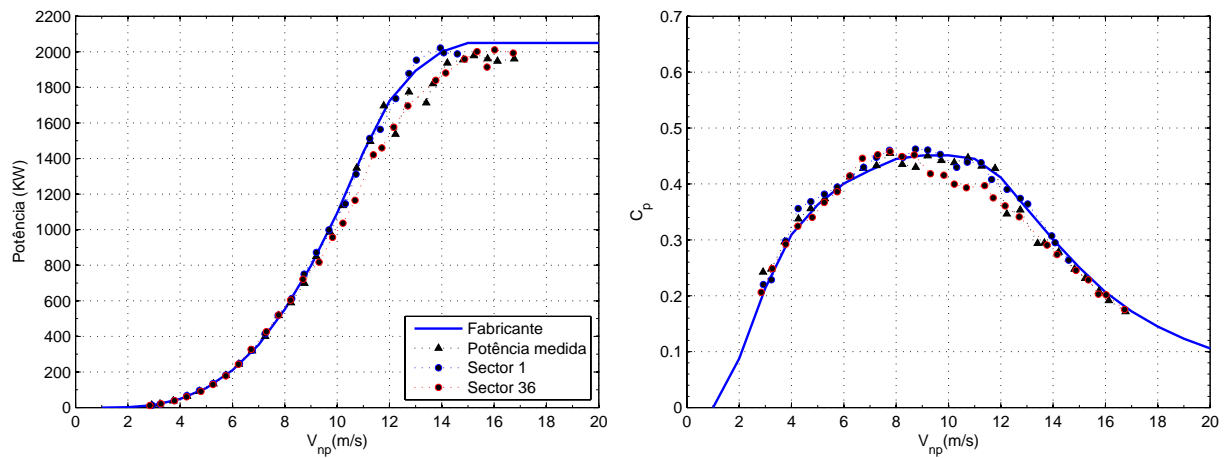 2200
2000
1800
1600
1400
1200
1000
800
600
400
200
0
Potência (KW)
0 2 4 6 8 10 12 14 16 18 20
V_np(m/s)
Fabricante
Potência medida
Sector 1
Sector 36
0.7
0.6
0.5
0.4
0.3
0.2
0.1
0
C_p
0 2 4 6 8 10 12 14 16 18 20
V_np(m/s)